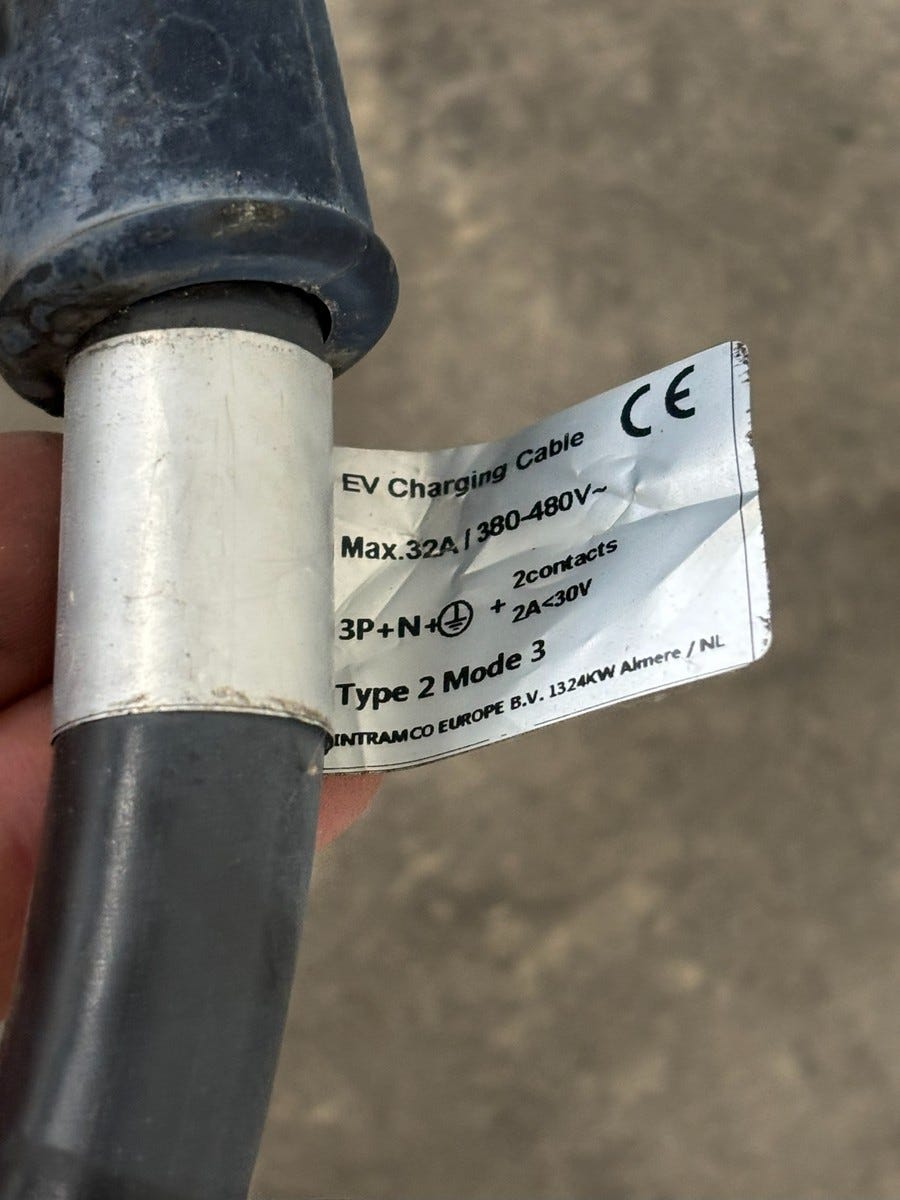 CE
EV Charging Cable
Max.32A / 380-480V~
2contacts
3P+N+⏚ + 2A<30V
Type 2 Mode 3
INTRAMCO EUROPE B.V. 1324KW Almere / NL